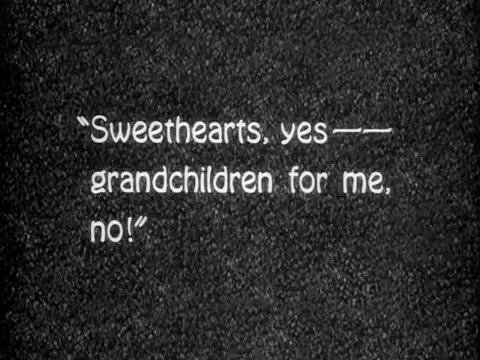 "Sweethearts, yes——
grandchildren for me,
no!"